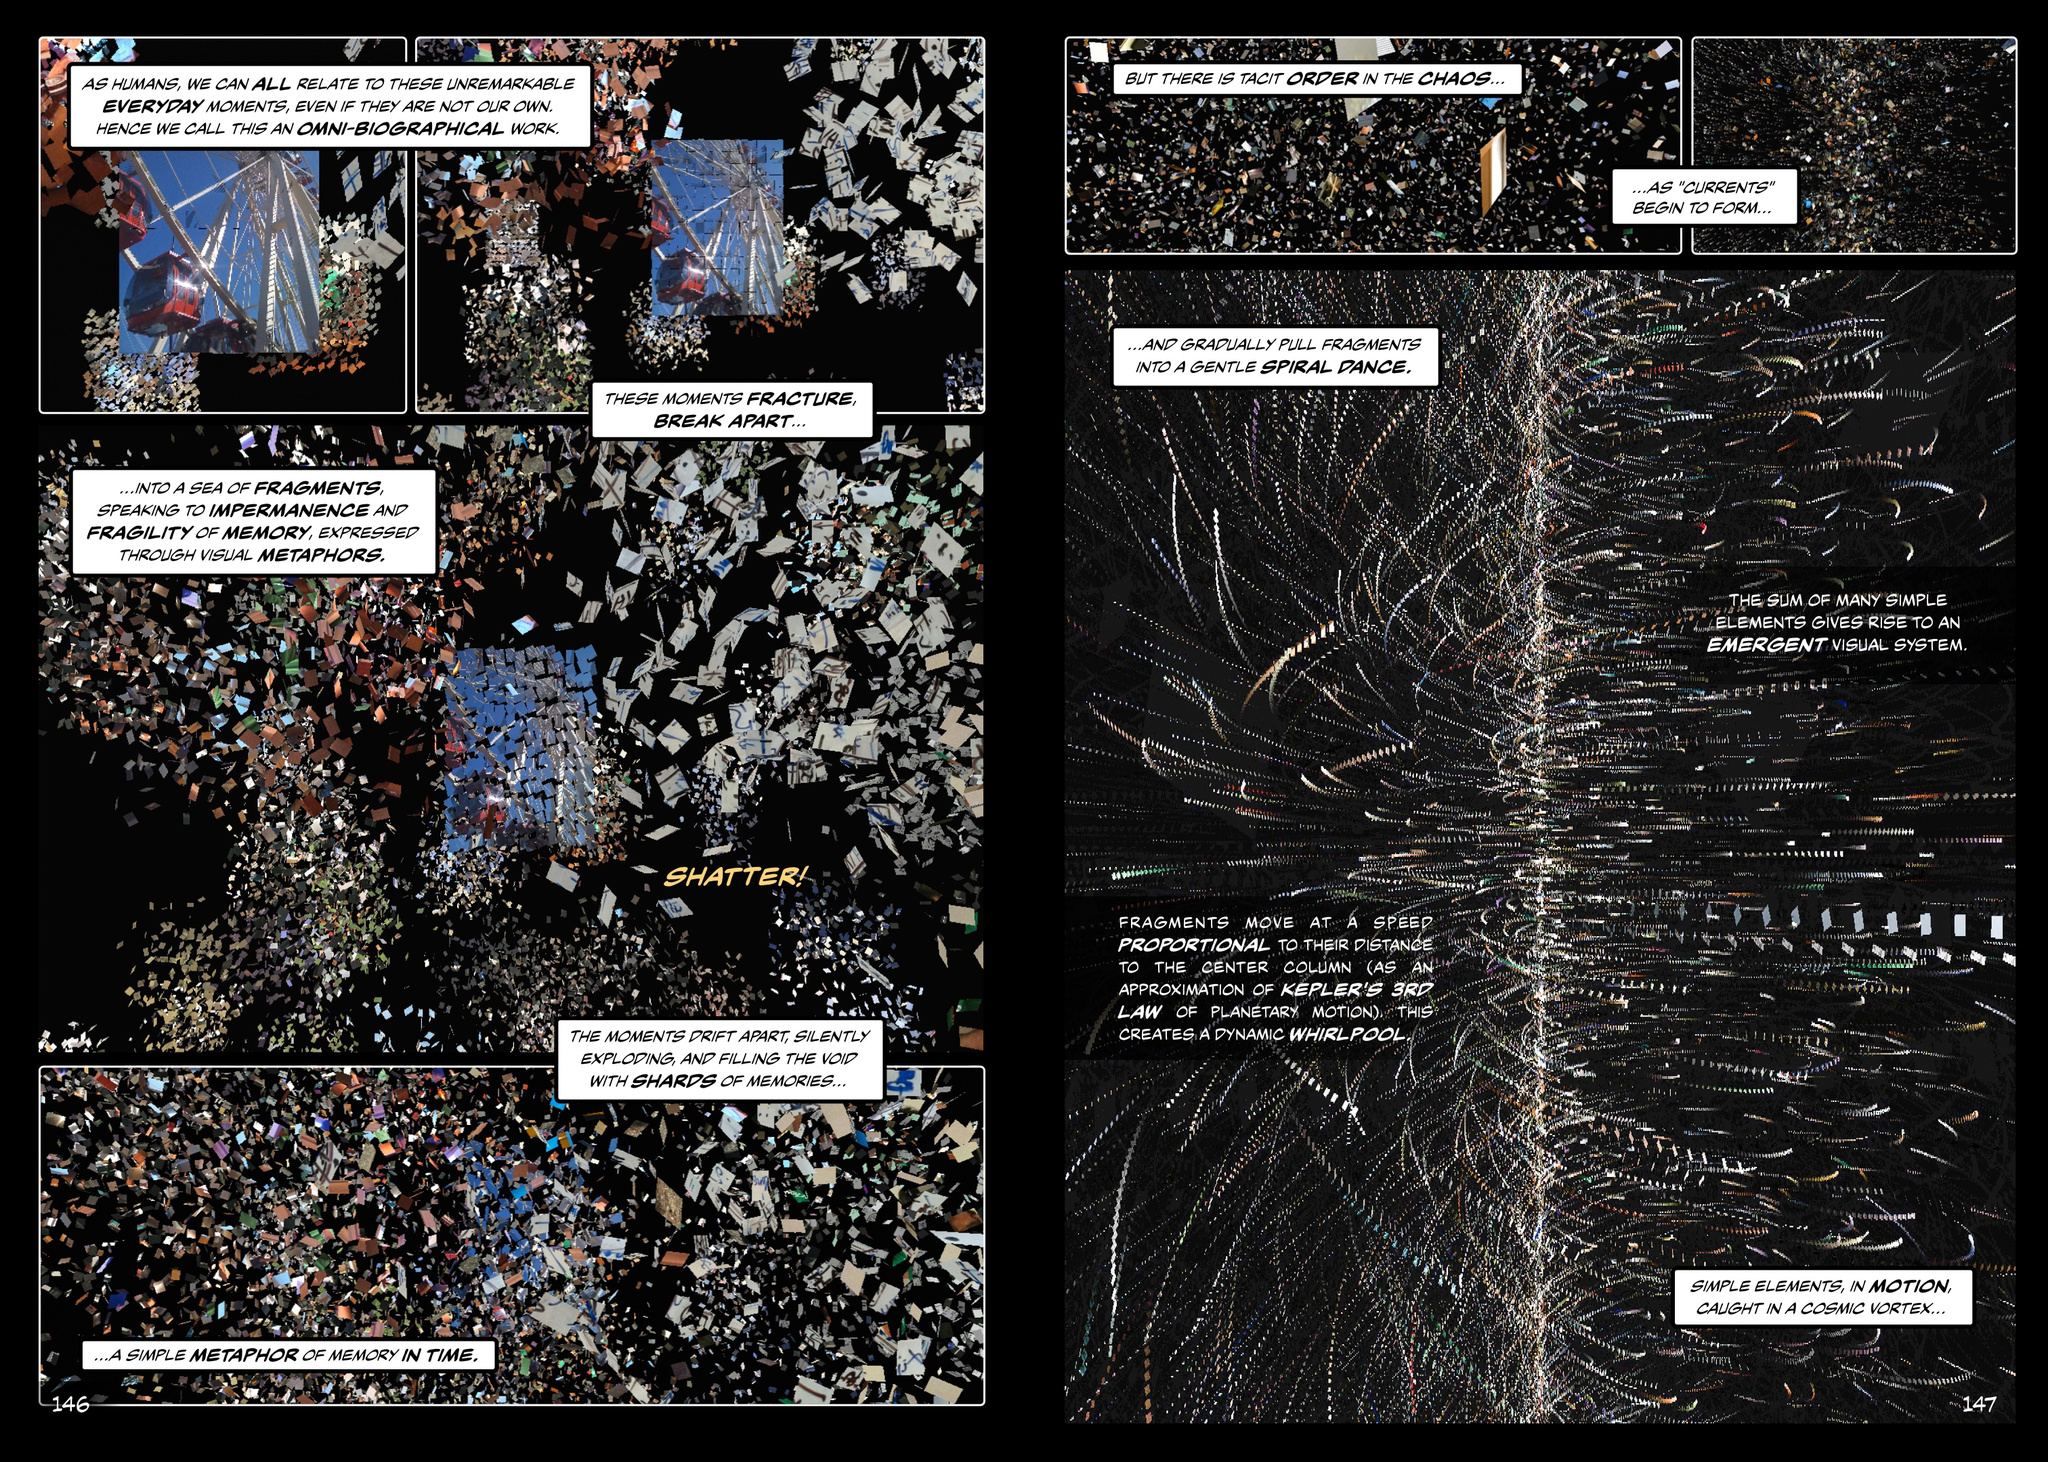 AS HUMANS, WE CAN ALL RELATE TO THESE UNREMARKABLE
EVERYDAY MOMENTS, EVEN IF THEY ARE NOT OUR OWN.
HENCE WE CALL THIS AN OMNI-BIOGRAPHICAL WORK.
THESE MOMENTS FRACTURE,
BREAK APART...
...INTO A SEA OF FRAGMENTS,
SPEAKING TO IMPERMANENCE AND
FRAGILITY OF MEMORY, EXPRESSED
THROUGH VISUAL METAPHORS.
SHATTER!
THE MOMENTS DRIFT APART, SILENTLY
EXPLODING, AND FILLING THE VOID
WITH SHARDS OF MEMORIES...
...A SIMPLE METAPHOR OF MEMORY IN TIME.
146
BUT THERE IS TACIT ORDER IN THE CHAOS...
...AS "CURRENTS"
BEGIN TO FORM...
...AND GRADUALLY PULL FRAGMENTS
INTO A GENTLE SPIRAL DANCE.
THE SUM OF MANY SIMPLE
ELEMENTS GIVES RISE TO AN
EMERGENT VISUAL SYSTEM.
FRAGMENTS MOVE AT A SPEED
PROPORTIONAL TO THEIR DISTANCE
TO THE CENTER COLUMN (AS AN
APPROXIMATION OF KEPLER'S 3RD
LAW OF PLANETARY MOTION). THIS
CREATES A DYNAMIC WHIRLPOOL.
SIMPLE ELEMENTS, IN MOTION,
CAUGHT IN A COSMIC VORTEX...
147